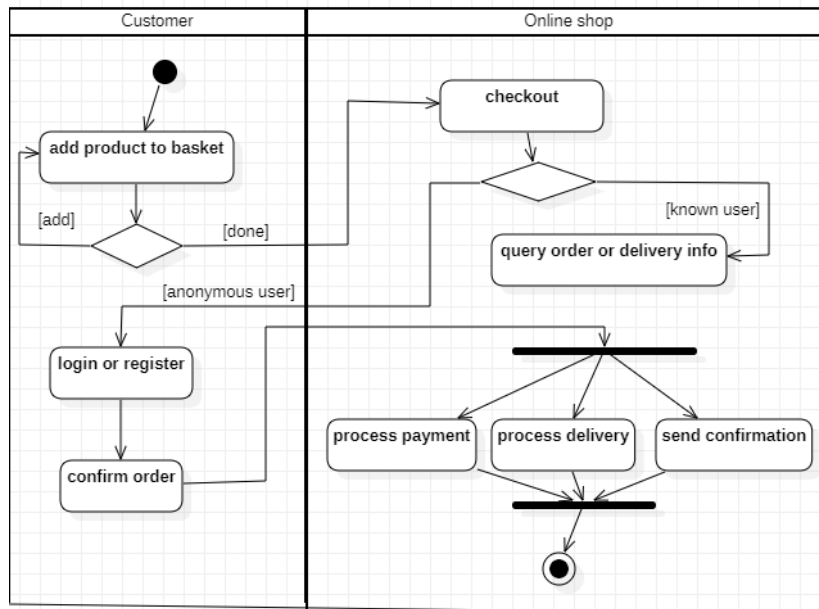 Customer
Online shop
checkout
add product to basket
[add]
[done]
[known user]
query order or delivery info
[anonymous user]
login or register
process payment
process delivery
send confirmation
confirm order